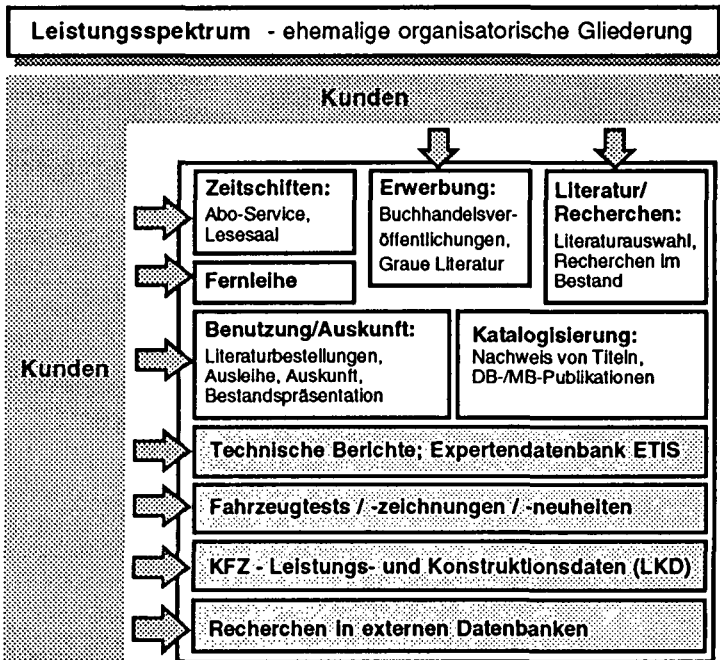 Leistungsspektrum - ehemalige organisatorische Gliederung
Kunden
Zeitschiften:
Abo-Service,
Lesesaal
Erwerbung:
Buchhandelsver-
öffentlichungen,
Graue Literatur
Literatur/
Recherchen:
Literaturauswahl,
Recherchen im
Bestand
Fernleihe
Kunden
Benutzung/Auskunft:
Literaturbestellungen,
Ausleihe, Auskunft,
Bestandspräsentation
Katalogisierung:
Nachweis von Titeln,
DB-/MB-Publikationen
Technische Berichte; Expertendatenbank ETIS
Fahrzeugtests / -zeichnungen / -neuheiten
KFZ - Leistungs- und Konstruktionsdaten (LKD)
Recherchen in externen Datenbanken